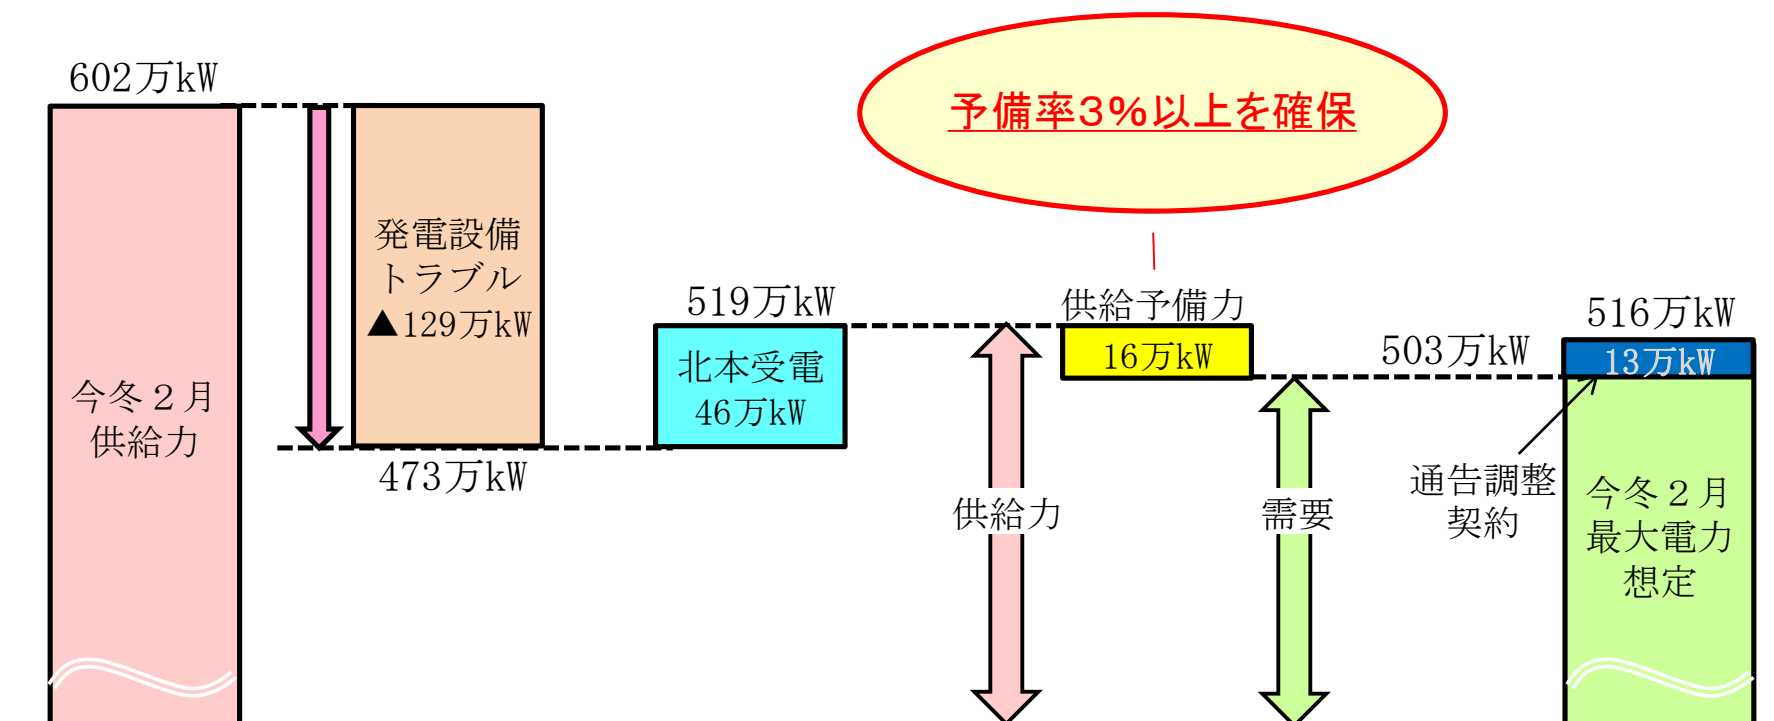 602万kW
予備率3%以上を確保
発電設備
トラブル
▲129万kW
473万kW
今冬２月
供給力
519万kW
北本受電
46万kW
供給予備力
16万kW
503万kW
516万kW
13万kW
供給力
需要
通告調整
契約
今冬２月
最大電力
想定